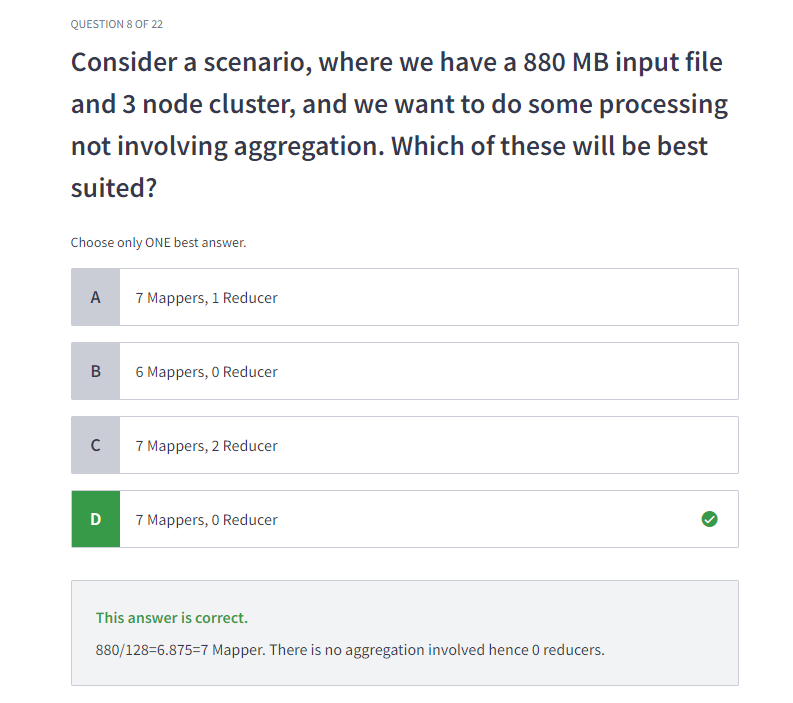 QUESTION 8 OF 22
Consider a scenario, where we have a 880 MB input file
and 3 node cluster, and we want to do some processing
not involving aggregation. Which of these will be best
suited?
Choose only ONE best answer.
A 7 Mappers, 1 Reducer
B 6 Mappers, 0 Reducer
C 7 Mappers, 2 Reducer
D 7 Mappers, 0 Reducer
This answer is correct.
880/128=6.875=7 Mapper. There is no aggregation involved hence 0 reducers.